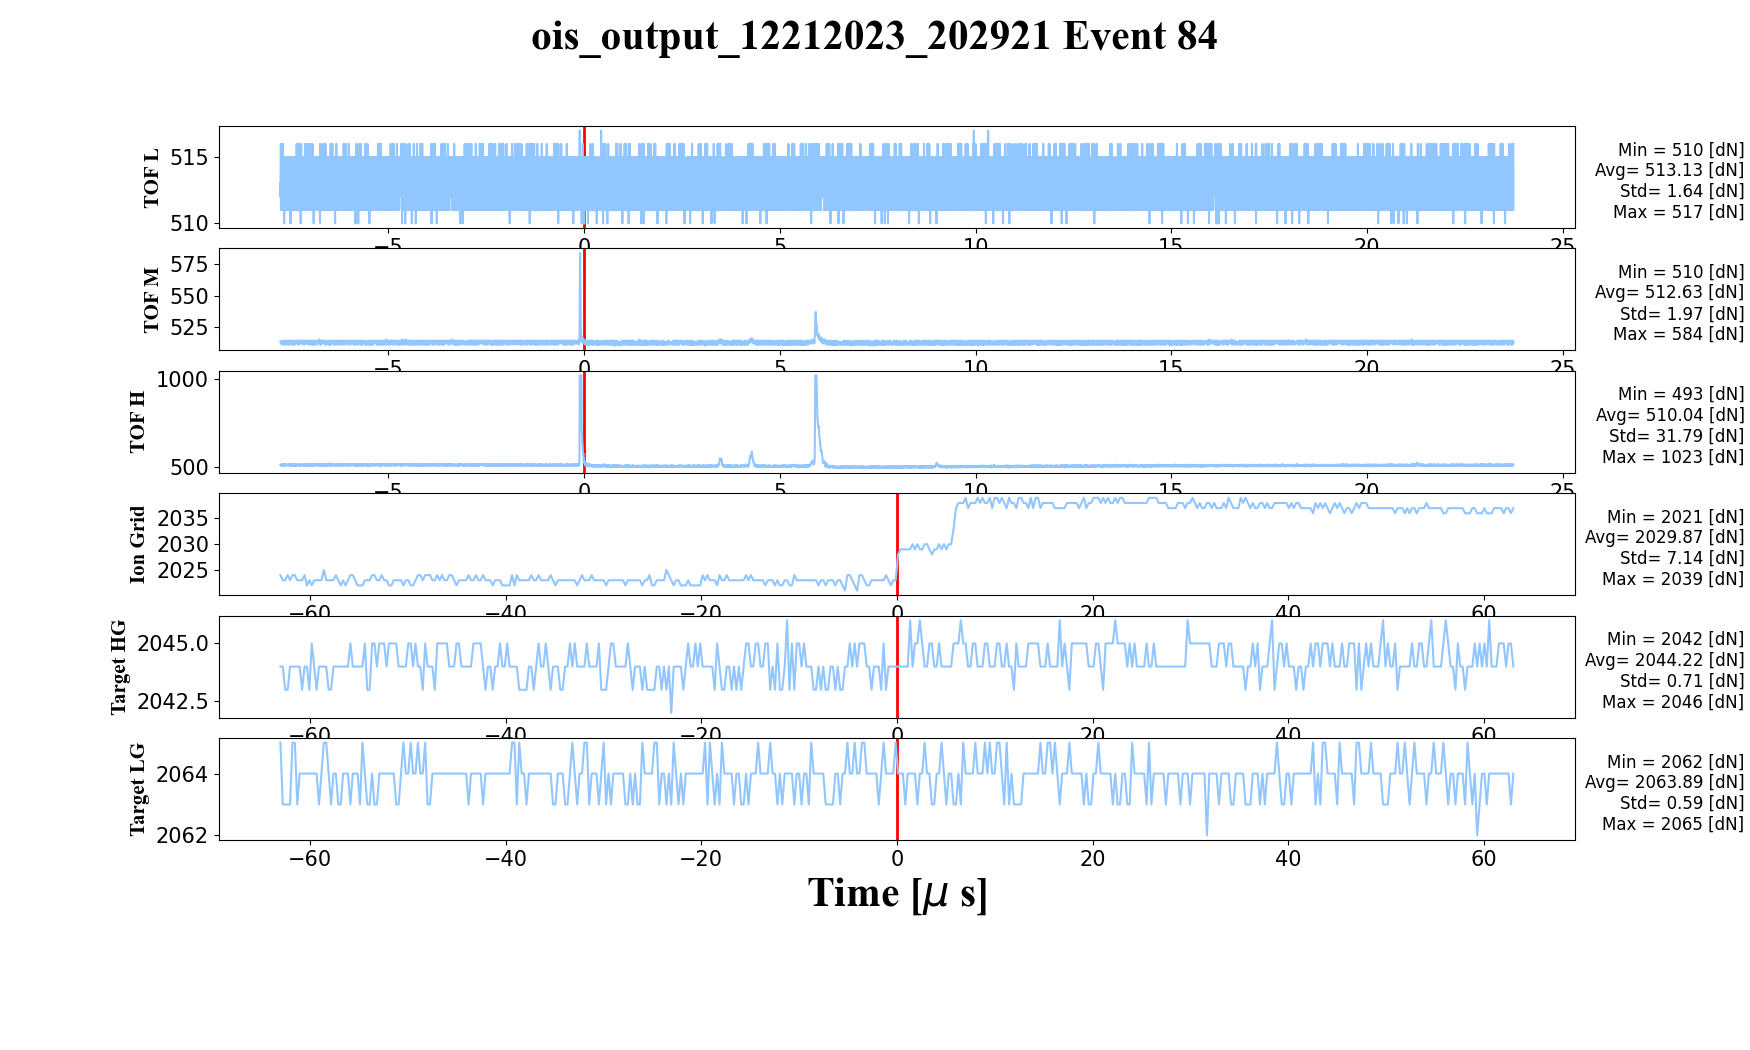 ois_output_12212023_202921 Event 84
TOF L
515
510
Min = 510 [dN]
Avg= 513.13 [dN]
Std= 1.64 [dN]
Max = 517 [dN]
−5 0 5 10 15 20 25
TOF M
575
550
525
Min = 510 [dN]
Avg= 512.63 [dN]
Std= 1.97 [dN]
Max = 584 [dN]
−5 0 5 10 15 20 25
TOF H
1000
500
Min = 493 [dN]
Avg= 510.04 [dN]
Std= 31.79 [dN]
Max = 1023 [dN]
−5 0 5 10 15 20 25
Ion Grid
2035
2030
2025
Min = 2021 [dN]
Avg= 2029.87 [dN]
Std= 7.14 [dN]
Max = 2039 [dN]
−60 −40 −20 0 20 40 60
Target HG
2045.0
2042.5
Min = 2042 [dN]
Avg= 2044.22 [dN]
Std= 0.71 [dN]
Max = 2046 [dN]
−60 −40 −20 0 20 40 60
Target LG
2064
2062
Min = 2062 [dN]
Avg= 2063.89 [dN]
Std= 0.59 [dN]
Max = 2065 [dN]
−60 −40 −20 0 20 40 60
Time [μ s]